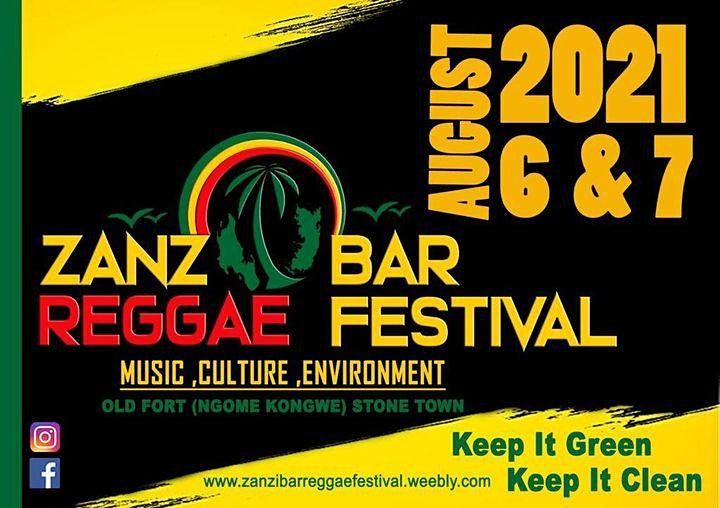 AUGUST
2021
6 & 7
ZANZ BAR
REGGAE FESTIVAL
MUSIC ,CULTURE ,ENVIRONMENT
OLD FORT (NGOME KONGWE) STONE TOWN
Keep It Green
www.zanzibarreggaefestival.weebly.com Keep It Clean